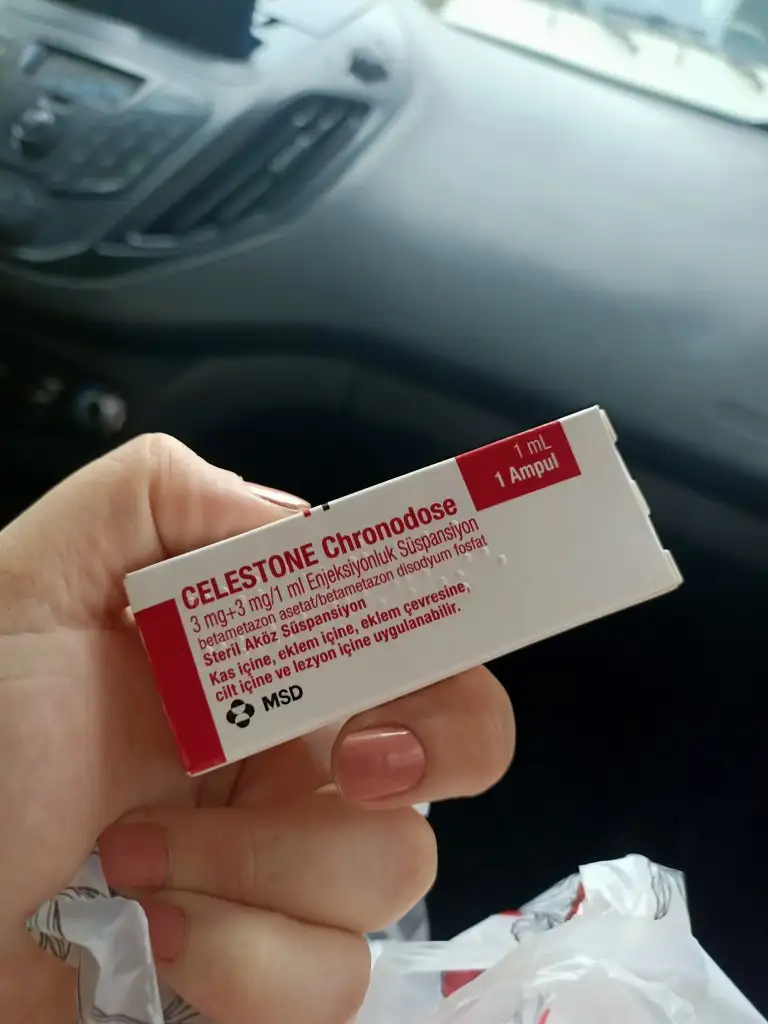 1 mL
1 Ampul
CELESTONE Chronodose
3 mg+3 mg/1 ml Enjeksiyonluk Süspansiyon
betametazon asetat/betametazon disodyum fosfat
Steril Aköz Süspansiyon
Kas içine, eklem içine, eklem çevresine,
cilt içine ve lezyon içine uygulanabilir.
MSD